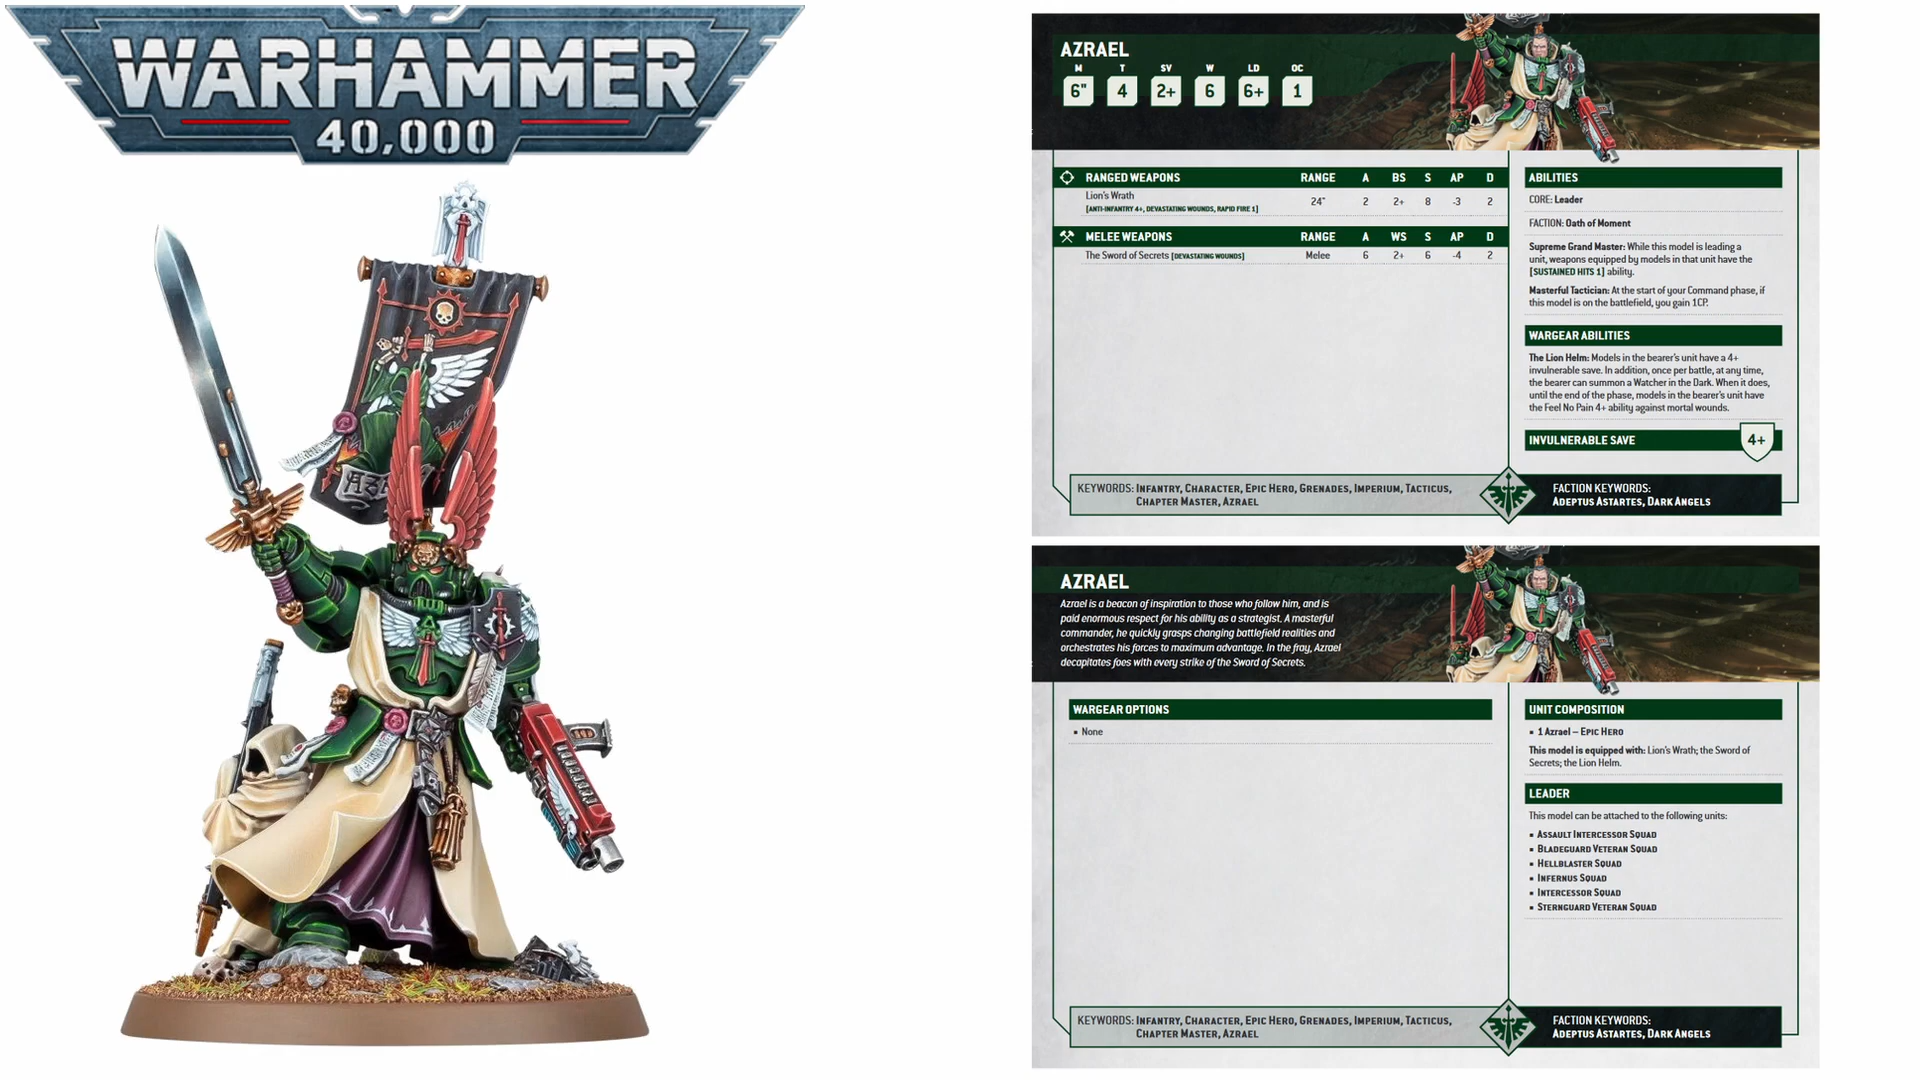 WARHAMMER
40,000
AZRAEL
M T SV W LD OC
6" 4 2+ 6 6+ 1
RANGED WEAPONS RANGE A BS S AP D
Lion's Wrath
[ANTI-INFANTRY 4+, DEVASTATING WOUNDS, RAPID FIRE 1] 24" 2 2+ 8 -3 2
MELEE WEAPONS RANGE A WS S AP D
The Sword of Secrets [DEVASTATING WOUNDS] Melee 6 2+ 6 -4 2
ABILITIES
CORE: Leader
FACTION: Oath of Moment
Supreme Grand Master: While this model is leading a
unit, weapons equipped by models in that unit have the
[SUSTAINED HITS 1] ability.
Masterful Tactician: At the start of your Command phase, if
this model is on the battlefield, you gain 1CP.
WARGEAR ABILITIES
The Lion Helm: Models in the bearer's unit have a 4+
invulnerable save. In addition, once per battle, at any time,
the bearer can summon a Watcher in the Dark. When it does,
until the end of the phase, models in the bearer's unit have
the Feel No Pain 4+ ability against mortal wounds.
INVULNERABLE SAVE 4+
KEYWORDS: INFANTRY, CHARACTER, EPIC HERO, GRENADES, IMPERIUM, TACTICUS,
CHAPTER MASTER, AZRAEL
FACTION KEYWORDS:
ADEPTUS ASTARTES, DARK ANGELS
AZRAEL
Azrael is a beacon of inspiration to those who follow him, and is
paid enormous respect for his ability as a strategist. A masterful
commander, he quickly grasps changing battlefield realities and
orchestrates his forces to maximum advantage. In the fray, Azrael
decapitates foes with every strike of the Sword of Secrets.
WARGEAR OPTIONS
▪ None
UNIT COMPOSITION
▪ 1 Azrael – EPIC HERO
This model is equipped with: Lion's Wrath; the Sword of
Secrets; the Lion Helm.
LEADER
This model can be attached to the following units:
▪ ASSAULT INTERCESSOR SQUAD
▪ BLADEGUARD VETERAN SQUAD
▪ HELLBLASTER SQUAD
▪ INFERNUS SQUAD
▪ INTERCESSOR SQUAD
▪ STERNGUARD VETERAN SQUAD
KEYWORDS: INFANTRY, CHARACTER, EPIC HERO, GRENADES, IMPERIUM, TACTICUS,
CHAPTER MASTER, AZRAEL
FACTION KEYWORDS:
ADEPTUS ASTARTES, DARK ANGELS